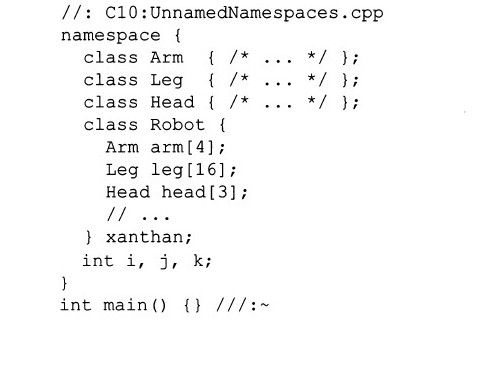 //: C10:UnnamedNamespaces.cpp
namespace {
  class Arm  { /* ... */ };
  class Leg  { /* ... */ };
  class Head { /* ... */ };
  class Robot {
    Arm arm[4];
    Leg leg[16];
    Head head[3];
    // ...
  } xanthan;
  int i, j, k;
}
int main() {} ///:~